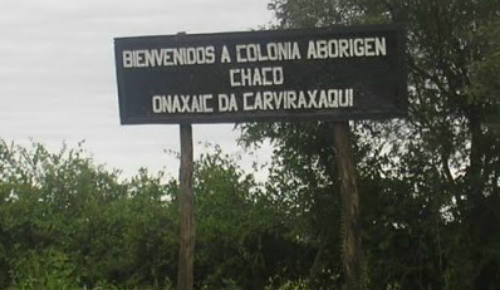 BIENVENIDOS A COLONIA ABORIGEN
CHACO
ONAXAIC DA CARVIRAXAQUI